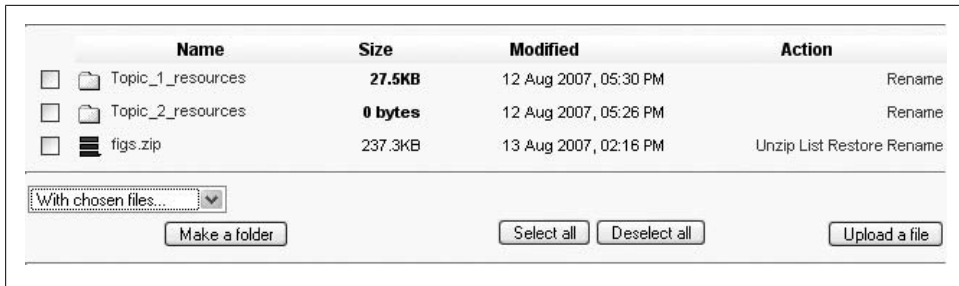 Name Size Modified Action
Topic_1_resources 27.5KB 12 Aug 2007, 05:30 PM Rename
Topic_2_resources 0 bytes 12 Aug 2007, 05:26 PM Rename
figs.zip 237.3KB 13 Aug 2007, 02:16 PM Unzip List Restore Rename
With chosen files...
Make a folder Select all Deselect all Upload a file